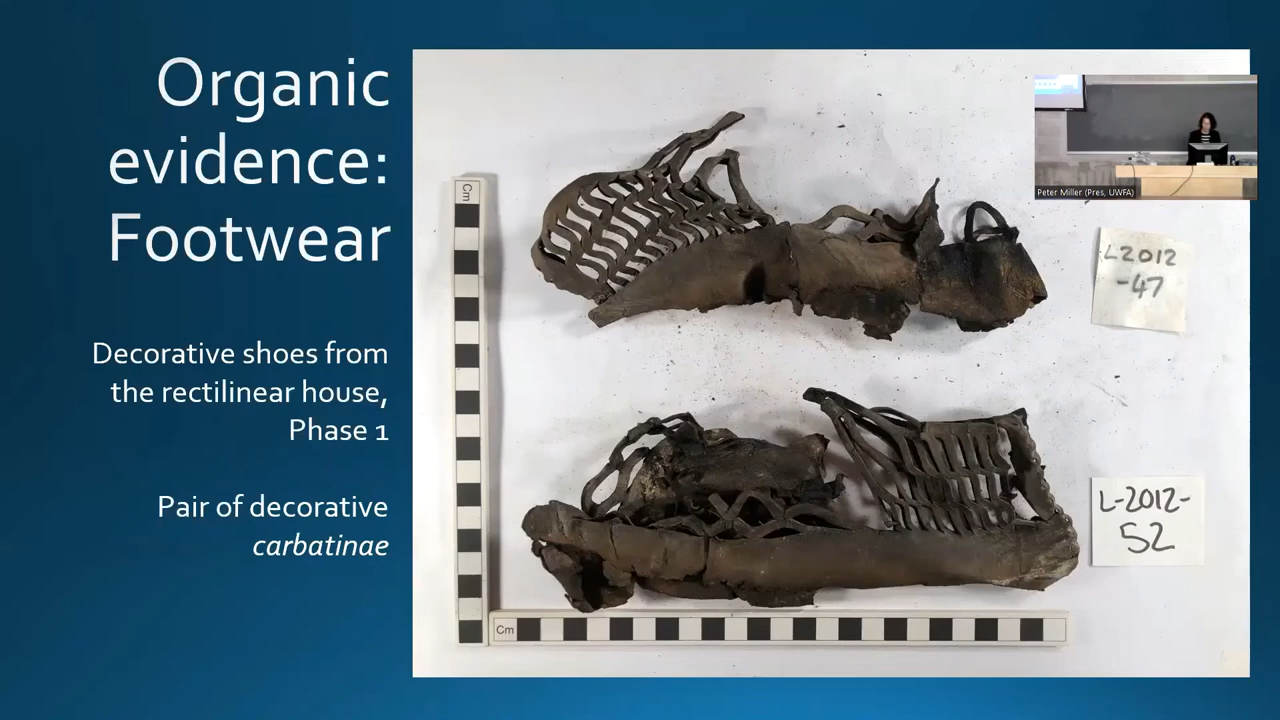 Organic
evidence:
Footwear
Decorative shoes from
the rectilinear house,
Phase 1
Pair of decorative
carbatinae
Cm
L2012
-47
L-2012-
52
Cm
Peter Miller (Pres, UWFA)